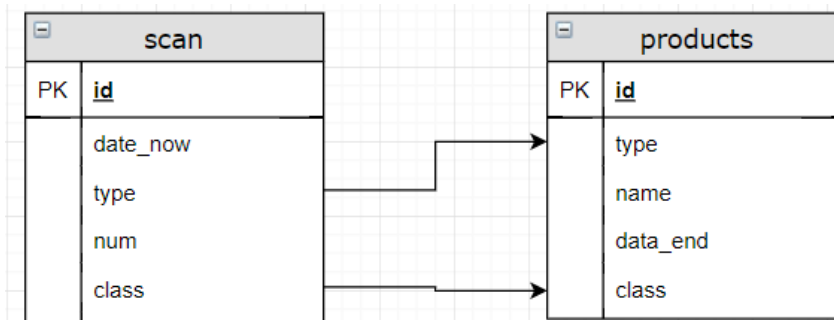 scan
PK id
date_now
type
num
class
products
PK id
type
name
data_end
class